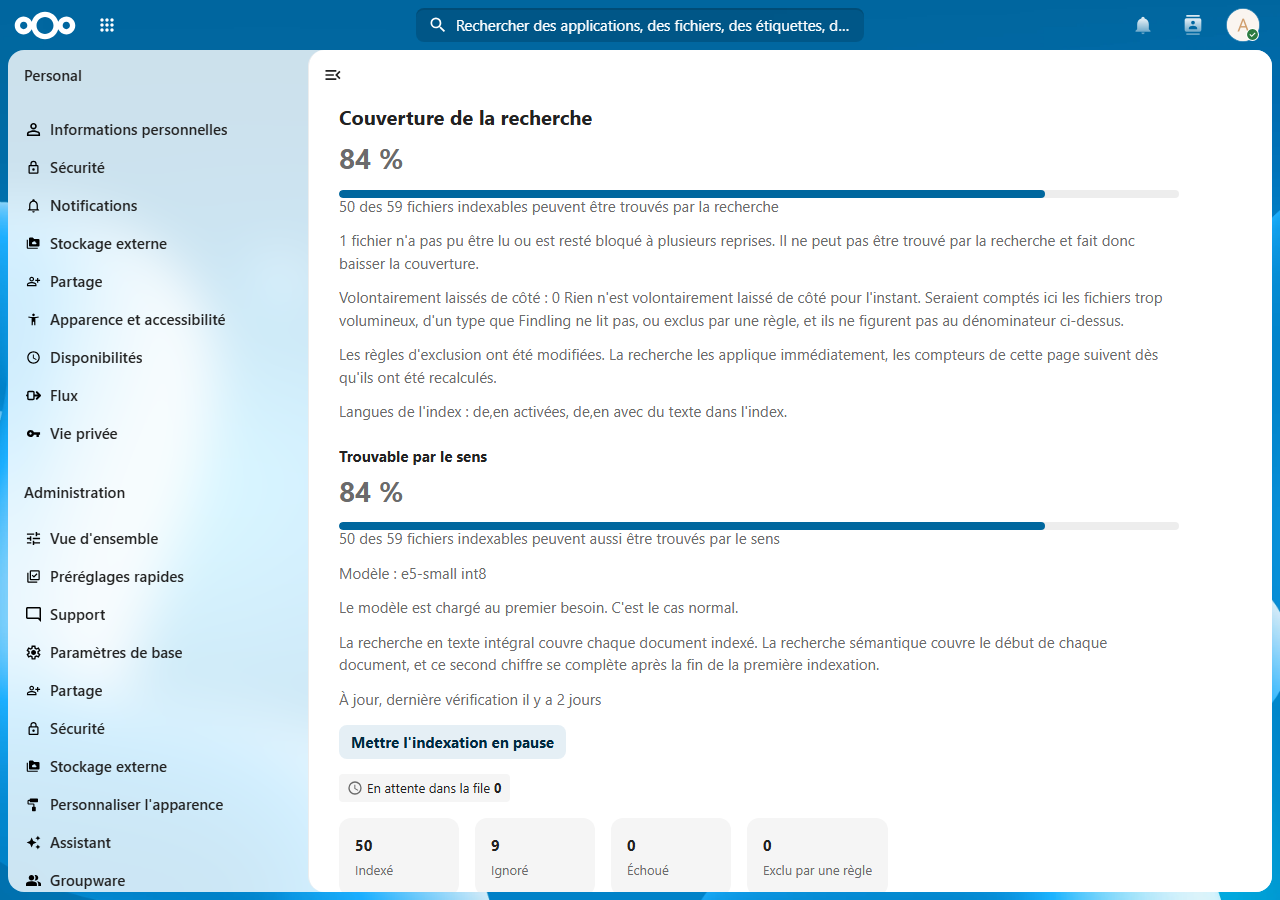 Rechercher des applications, des fichiers, des étiquettes, d...
A
Personal
Informations personnelles
Sécurité
Notifications
Stockage externe
Partage
Apparence et accessibilité
Disponibilités
Flux
Vie privée
Administration
Vue d'ensemble
Préréglages rapides
Support
Paramètres de base
Partage
Sécurité
Stockage externe
Personnaliser l'apparence
Assistant
Groupware
Couverture de la recherche
84 %
50 des 59 fichiers indexables peuvent être trouvés par la recherche
1 fichier n'a pas pu être lu ou est resté bloqué à plusieurs reprises. Il ne peut pas être trouvé par la recherche et fait donc
baisser la couverture.
Volontairement laissés de côté : 0 Rien n'est volontairement laissé de côté pour l'instant. Seraient comptés ici les fichiers trop
volumineux, d'un type que Findling ne lit pas, ou exclus par une règle, et ils ne figurent pas au dénominateur ci-dessus.
Les règles d'exclusion ont été modifiées. La recherche les applique immédiatement, les compteurs de cette page suivent dès
qu'ils ont été recalculés.
Langues de l'index : de,en activées, de,en avec du texte dans l'index.
Trouvable par le sens
84 %
50 des 59 fichiers indexables peuvent aussi être trouvés par le sens
Modèle : e5-small int8
Le modèle est chargé au premier besoin. C'est le cas normal.
La recherche en texte intégral couvre chaque document indexé. La recherche sémantique couvre le début de chaque
document, et ce second chiffre se complète après la fin de la première indexation.
À jour, dernière vérification il y a 2 jours
Mettre l'indexation en pause
En attente dans la file 0
50
Indexé
9
Ignoré
0
Échoué
0
Exclu par une règle